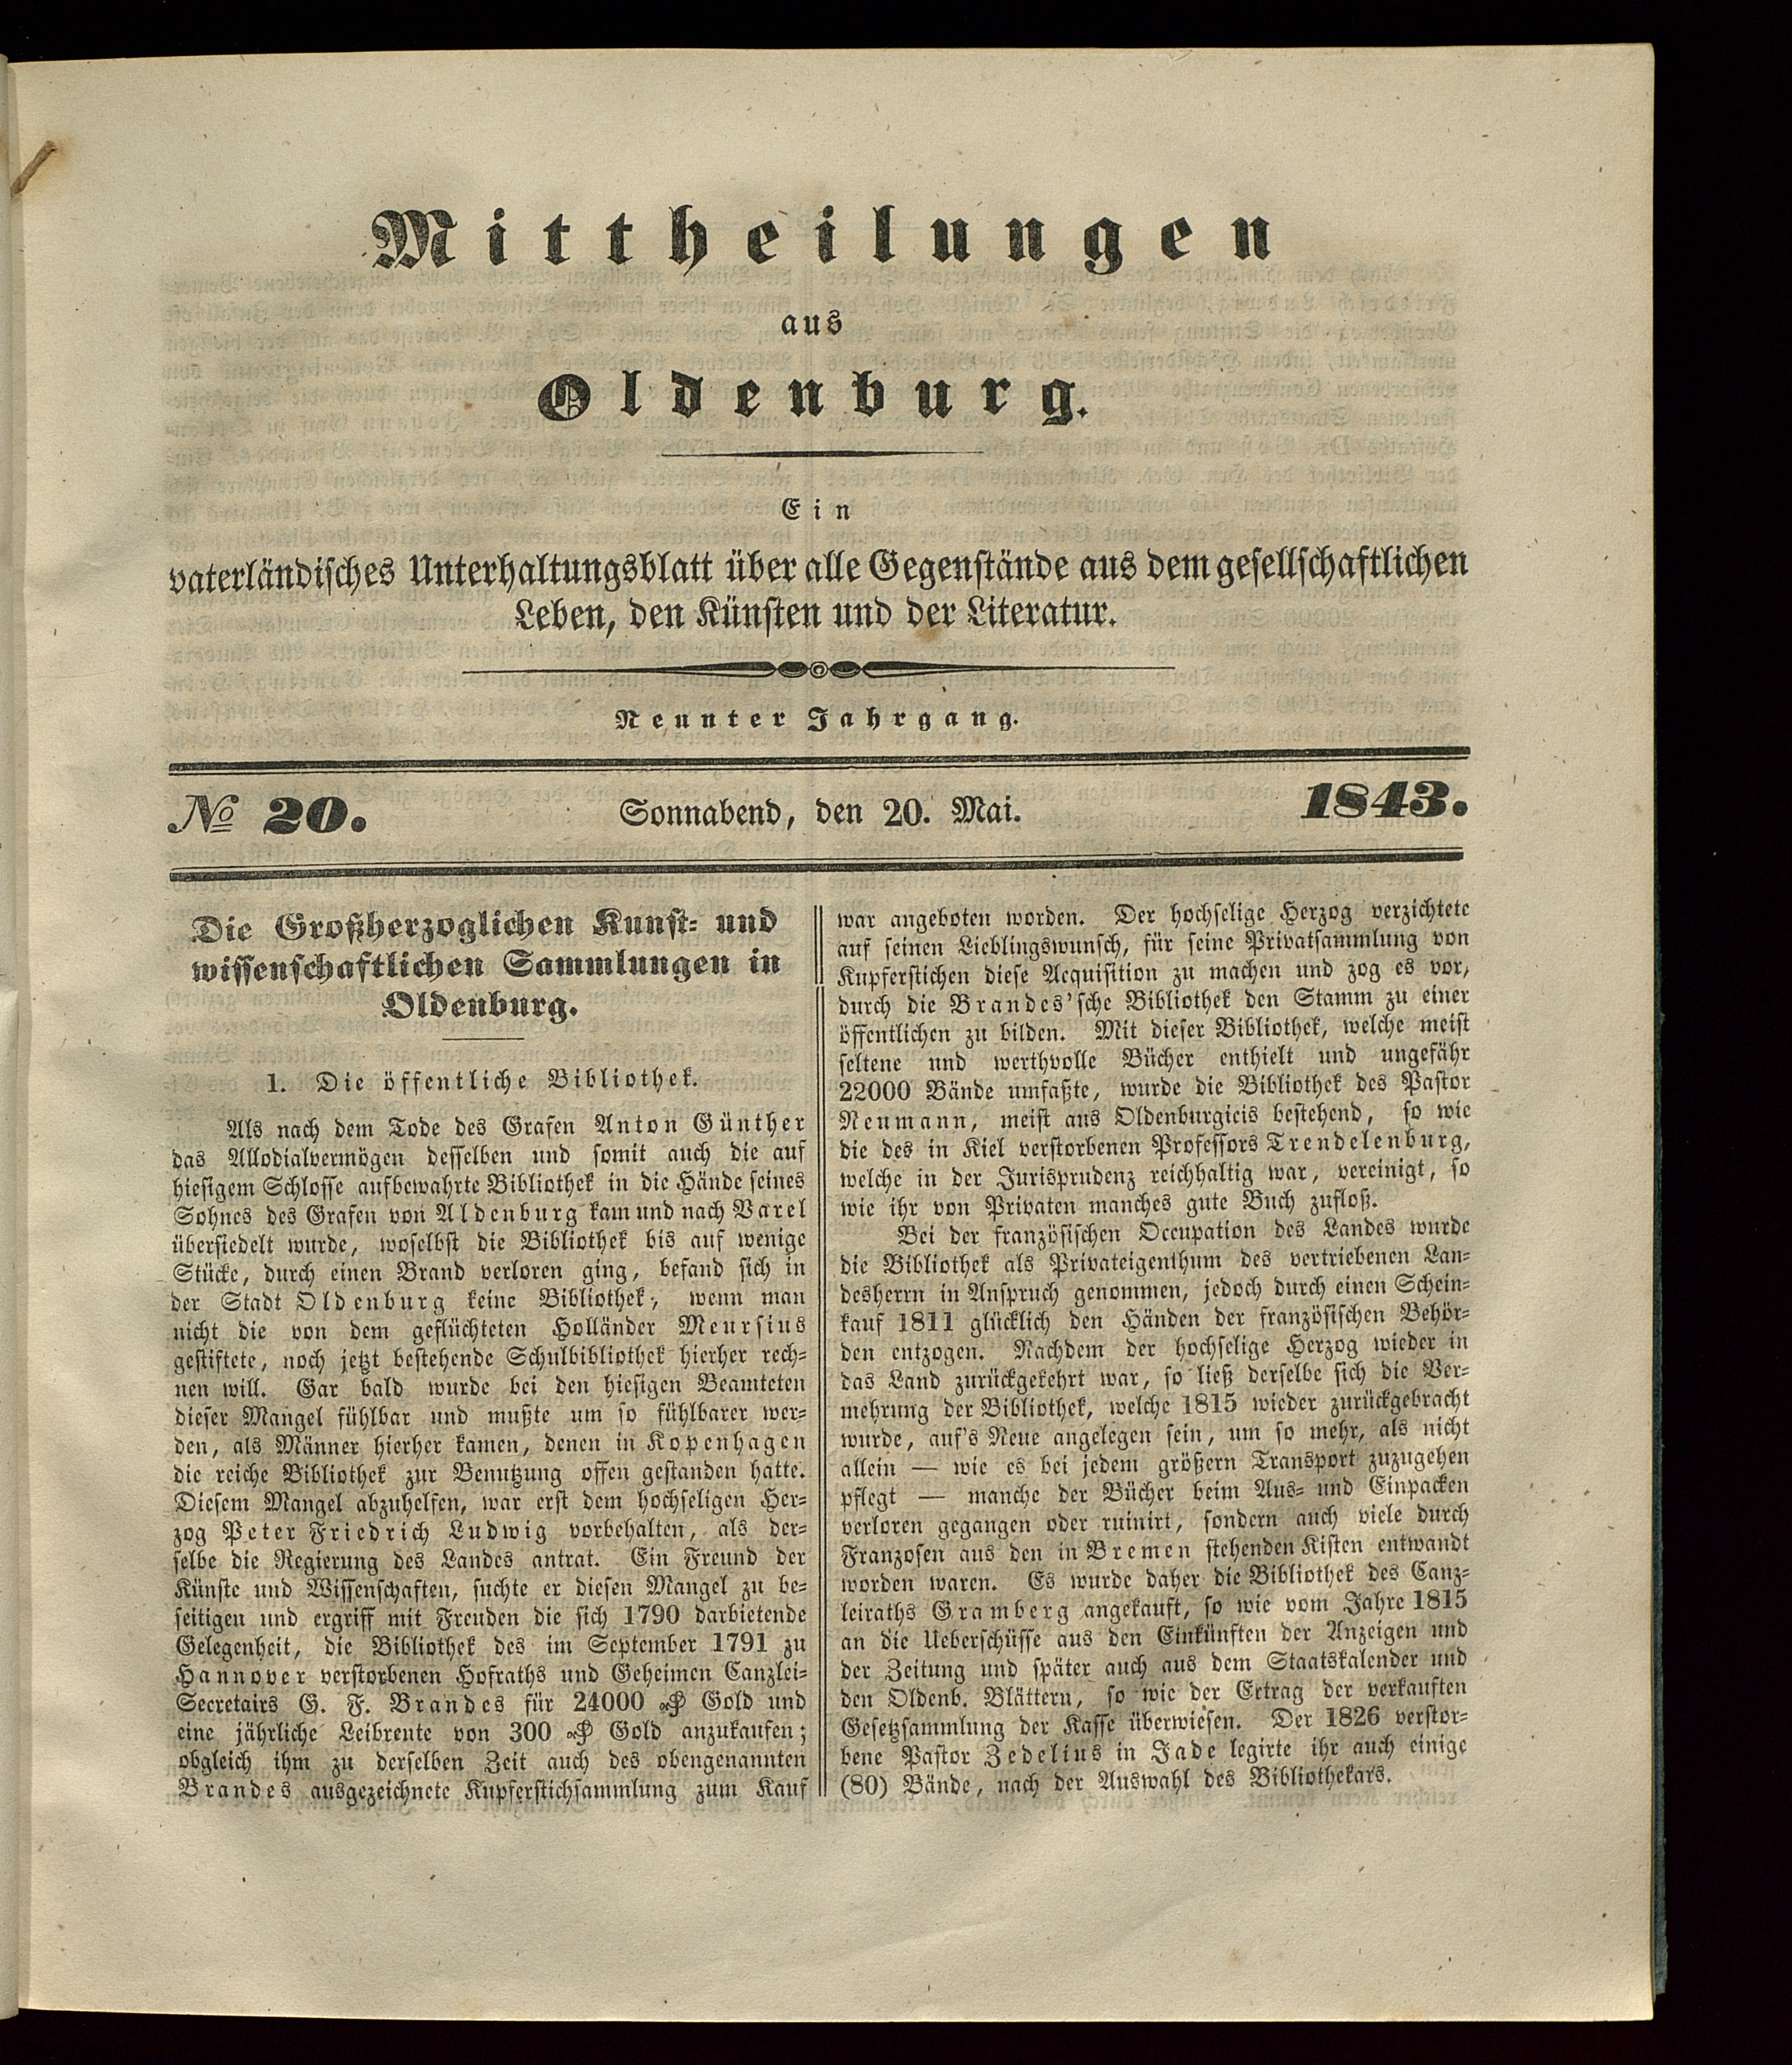 Mittheilungen
aus
Oldenburg.
Ein
vaterländisches Unterhaltungsblatt über alle Gegenstände aus dem gesellschaftlichen
Leben, den Künsten und der Literatur.
Neunter Jahrgang.
№ 20. Sonnabend, den 20. Mai. 1843.
Die Großherzoglichen Kunst- und
wissenschaftlichen Sammlungen in
Oldenburg.
1. Die öffentliche Bibliothek.
Als nach dem Tode des Grafen Anton Günther
das Allodialvermögen desselben und somit auch die auf
hiesigem Schlosse aufbewahrte Bibliothek in die Hände seines
Sohnes des Grafen von Aldenburg kam und nach Varel
übersiedelt wurde, woselbst die Bibliothek bis auf wenige
Stücke, durch einen Brand verloren ging, befand sich in
der Stadt Oldenburg keine Bibliothek, wenn man
nicht die von dem geflüchteten Holländer Meursius
gestiftete, noch jetzt bestehende Schulbibliothek hierher rech-
nen will. Gar bald wurde bei den hiesigen Beamteten
dieser Mangel fühlbar und mußte um so fühlbarer wer-
den, als Männer hierher kamen, denen in Kopenhagen
die reiche Bibliothek zur Benutzung offen gestanden hatte.
Diesem Mangel abzuhelfen, war erst dem hochseligen Her-
zog Peter Friedrich Ludwig vorbehalten, als der-
selbe die Regierung des Landes antrat. Ein Freund der
Künste und Wissenschaften, suchte er diesen Mangel zu be-
seitigen und ergriff mit Freuden die sich 1790 darbietende
Gelegenheit, die Bibliothek des im September 1791 zu
Hannover verstorbenen Hofraths und Geheimen Canzlei-
Secretairs G. F. Brandes für 24000 ₰ Gold und
eine jährliche Leibrente von 300 ₰ Gold anzukaufen;
obgleich ihm zu derselben Zeit auch des obengenannten
Brandes ausgezeichnete Kupferstichsammlung zum Kauf
war angeboten worden. Der hochselige Herzog verzichtete
auf seinen Lieblingswunsch, für seine Privatsammlung von
Kupferstichen diese Acquisition zu machen und zog es vor,
durch die Brandes'sche Bibliothek den Stamm zu einer
öffentlichen zu bilden. Mit dieser Bibliothek, welche meist
seltene und werthvolle Bücher enthielt und ungefähr
22000 Bände umfaßte, wurde die Bibliothek des Pastor
Neumann, meist aus Oldenburgicis bestehend, so wie
die des in Kiel verstorbenen Professors Trendelenburg,
welche in der Jurisprudenz reichhaltig war, vereinigt, so
wie ihr von Privaten manches gute Buch zufloß.
Bei der französischen Occupation des Landes wurde
die Bibliothek als Privateigenthum des vertriebenen Lan-
desherrn in Anspruch genommen, jedoch durch einen Schein-
kauf 1811 glücklich den Händen der französischen Behör-
den entzogen. Nachdem der hochselige Herzog wieder in
das Land zurückgekehrt war, so ließ derselbe sich die Ver-
mehrung der Bibliothek, welche 1815 wieder zurückgebracht
wurde, auf's Neue angelegen sein, um so mehr, als nicht
allein — wie es bei jedem größern Transport zuzugehen
pflegt — manche der Bücher beim Aus- und Einpacken
verloren gegangen oder ruinirt, sondern auch viele durch
Franzosen aus den in Bremen stehenden Kisten entwandt
worden waren. Es wurde daher die Bibliothek des Canz-
leiraths Gramberg angekauft, so wie vom Jahre 1815
an die Ueberschüsse aus den Einkünften der Anzeigen und
der Zeitung und später auch aus dem Staatskalender und
den Oldenb. Blättern, so wie der Ertrag der verkauften
Gesetzsammlung der Kasse überwiesen. Der 1826 verstor-
bene Pastor Zedelius in Jade legirte ihr auch einige
(80) Bände, nach der Auswahl des Bibliothekars.